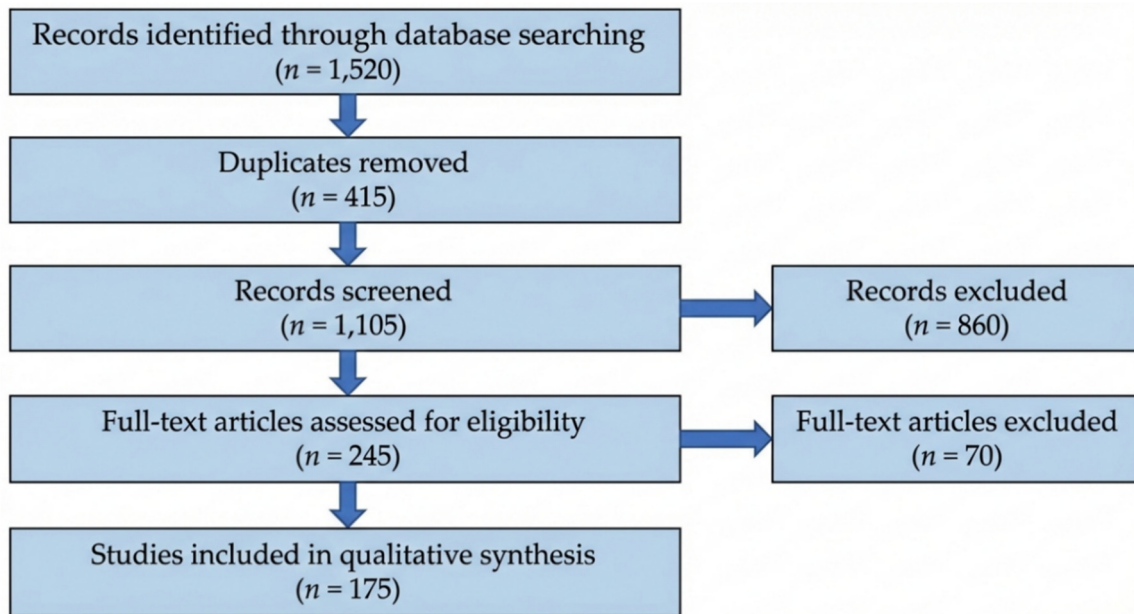 Records identified through database searching
(n = 1,520)
Duplicates removed
(n = 415)
Records screened
(n = 1,105)
Records excluded
(n = 860)
Full-text articles assessed for eligibility
(n = 245)
Full-text articles excluded
(n = 70)
Studies included in qualitative synthesis
(n = 175)